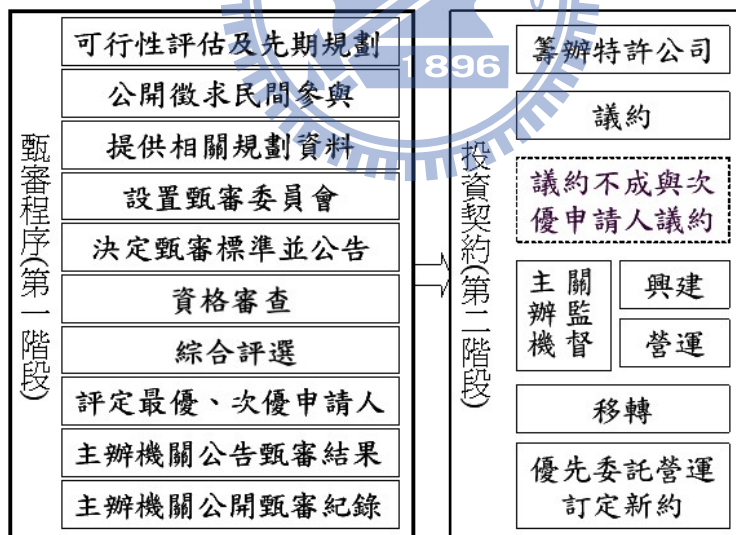 甄審程序(第一階段)
可行性評估及先期規劃
公開徵求民間參與
提供相關規劃資料
設置甄審委員會
決定甄審標準並公告
資格審查
綜合評選
評定最優、次優申請人
主辦機關公告甄審結果
主辦機關公開甄審紀錄
1896
投資契約(第二階段)
籌辦特許公司
議約
議約不成與次
優申請人議約
主辦機
關監督
興建
營運
移轉
優先委託營運
訂定新約